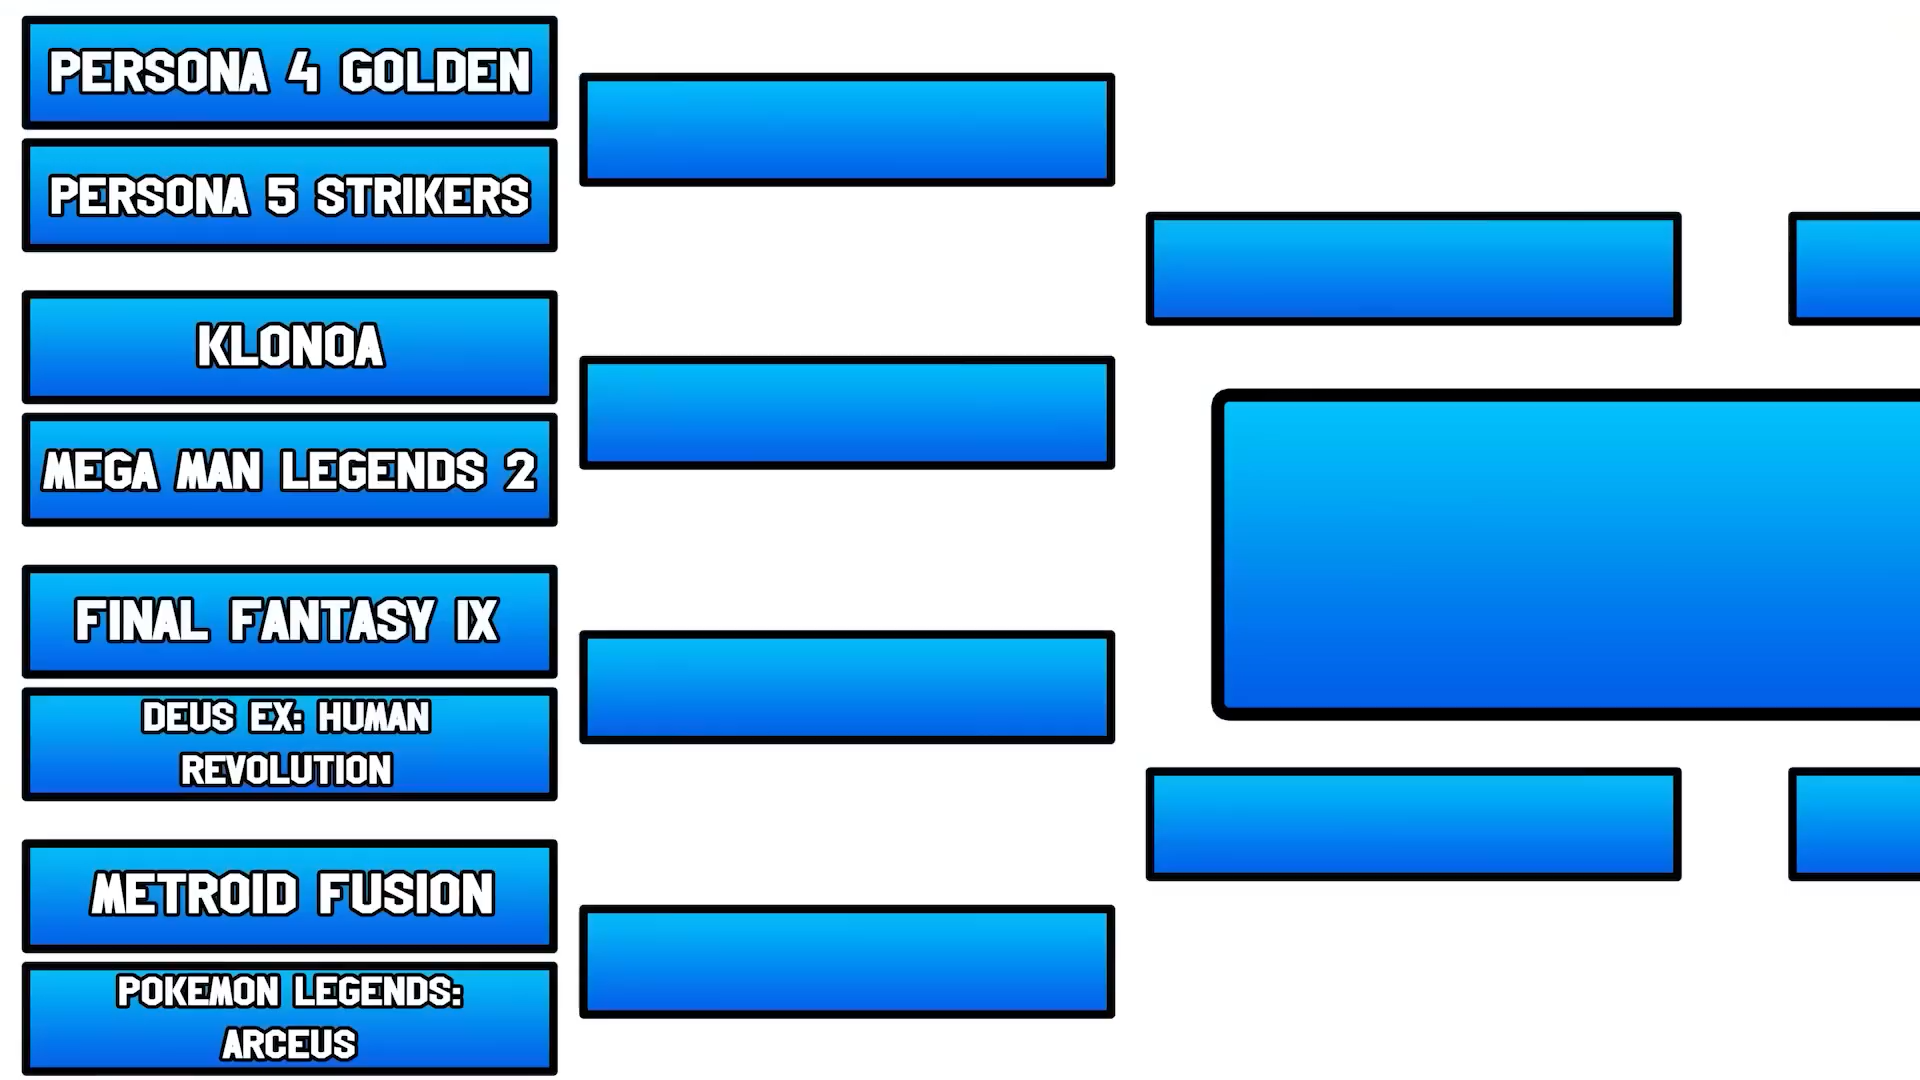 PERSONA 4 GOLDEN
PERSONA 5 STRIKERS
KLONOA
MEGA MAN LEGENDS 2
FINAL FANTASY IX
DEUS EX: HUMAN
REVOLUTION
METROID FUSION
POKEMON LEGENDS:
ARCEUS